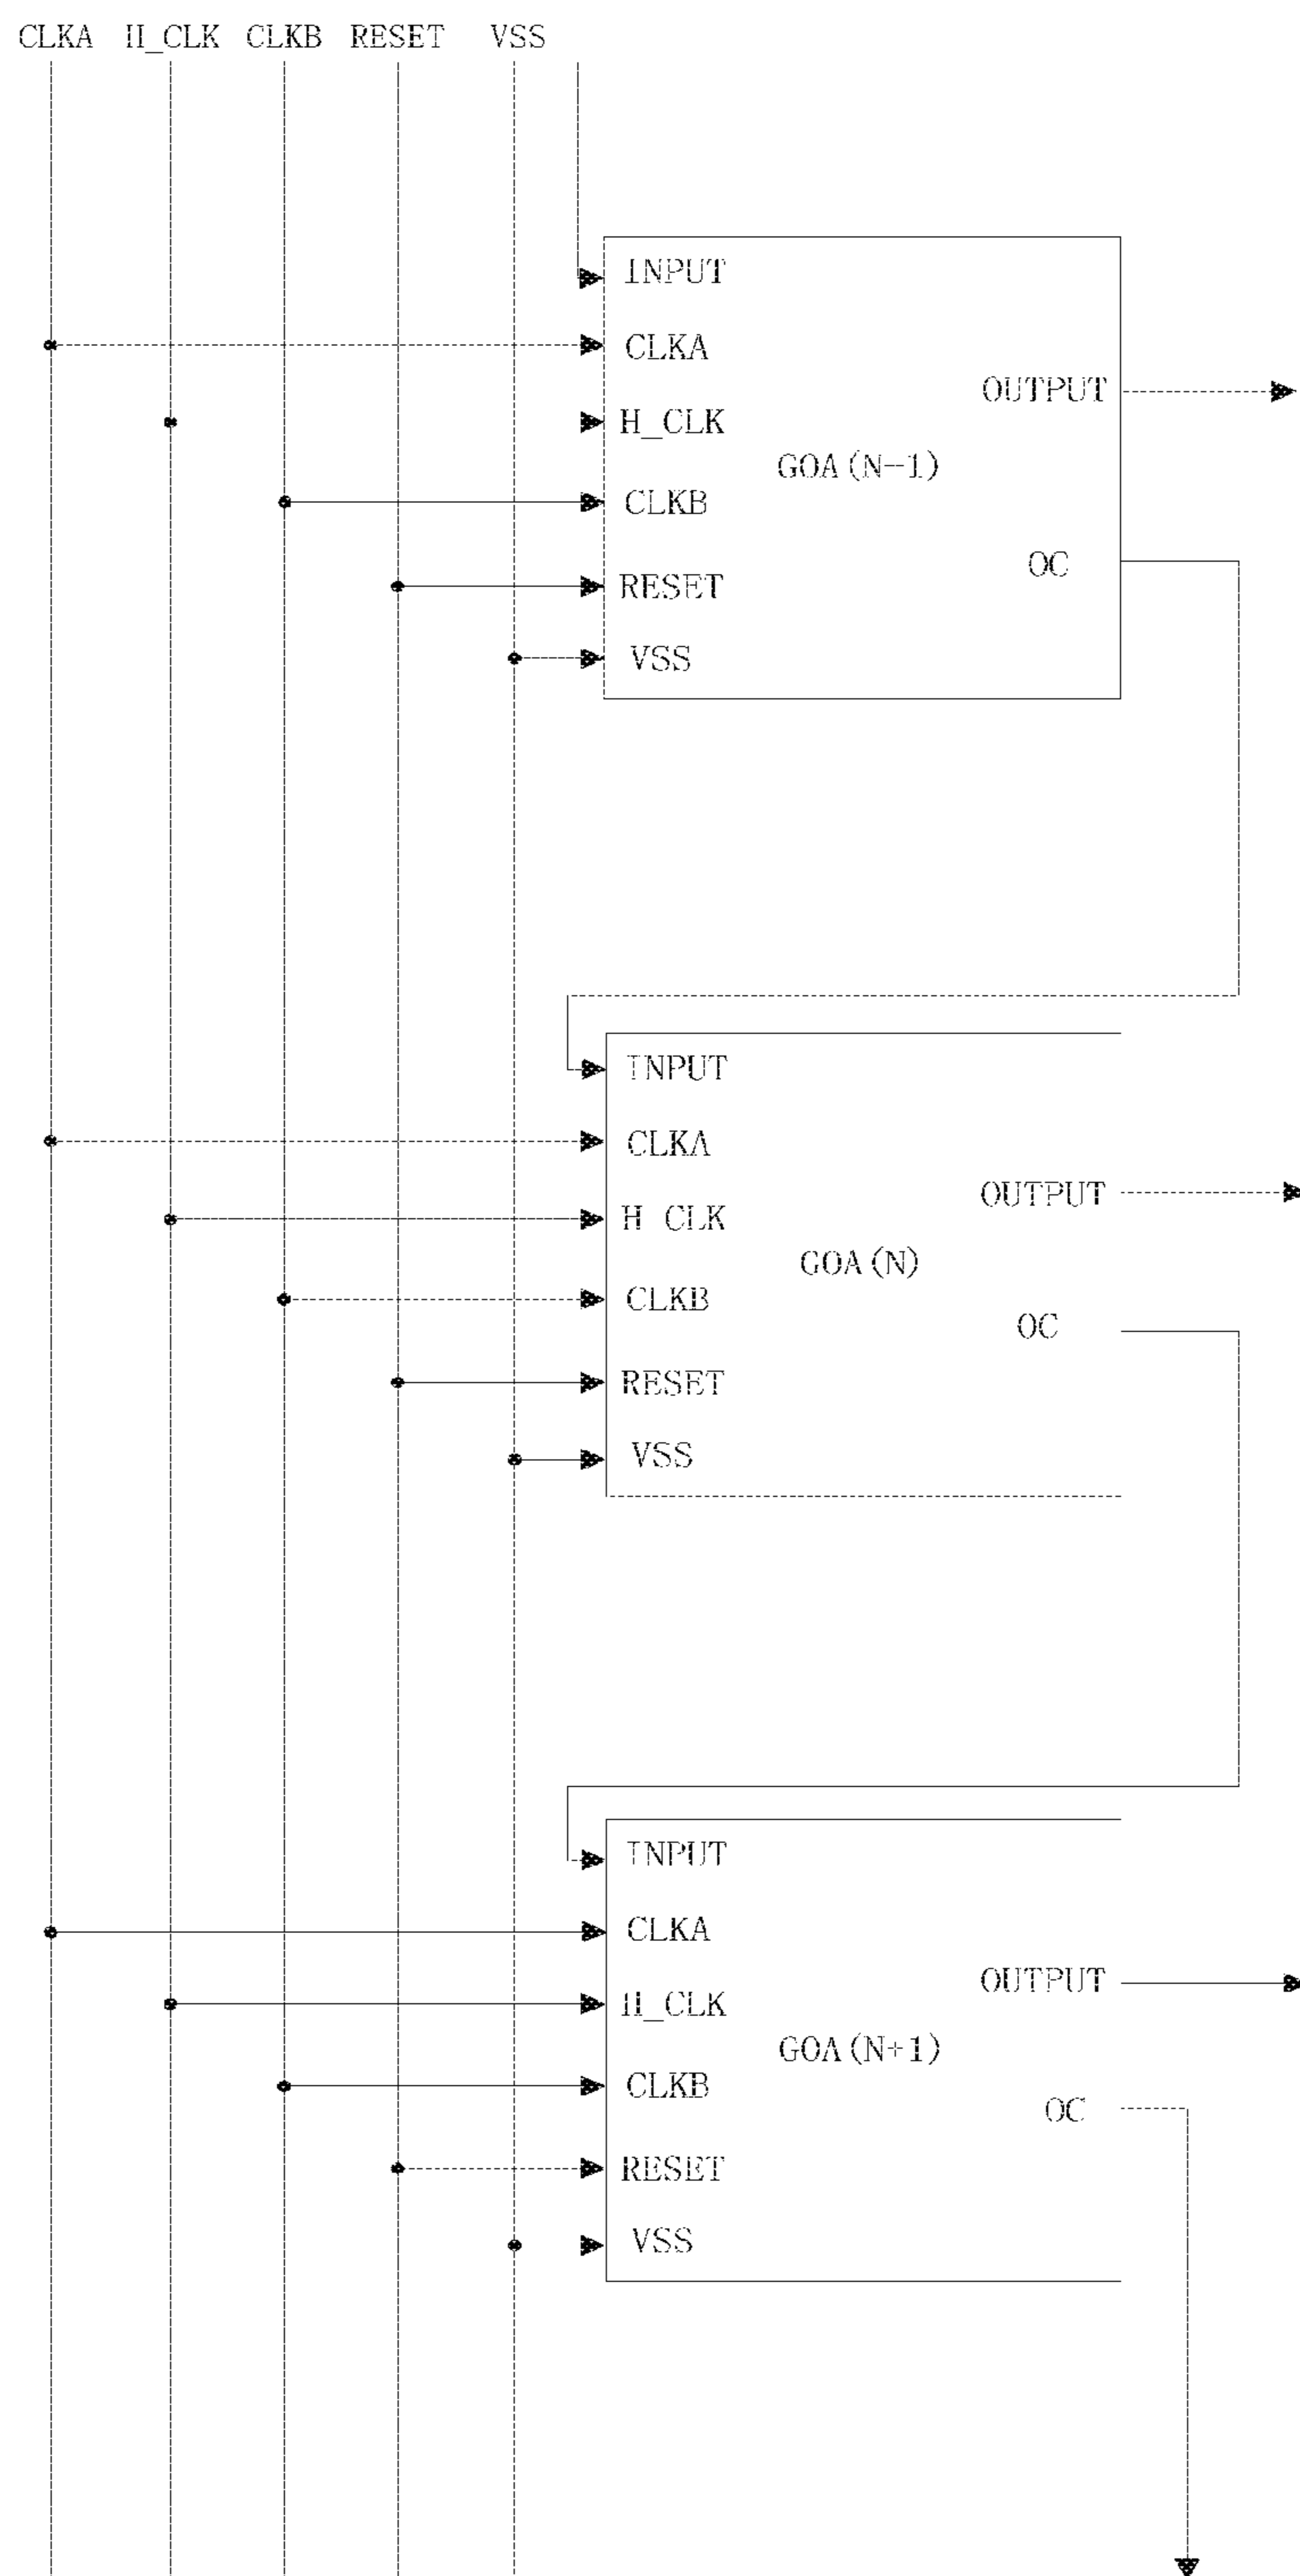 CLKA H_CLK CLKB RESET VSS
INPUT
CLKA
OUTPUT
H_CLK
GOA(N-1)
CLKB
OC
RESET
VSS
INPUT
CLKA
OUTPUT
H CLK
GOA(N)
CLKB
OC
RESET
VSS
INPUT
CLKA
OUTPUT
H_CLK
GOA(N+1)
CLKB
OC
RESET
VSS